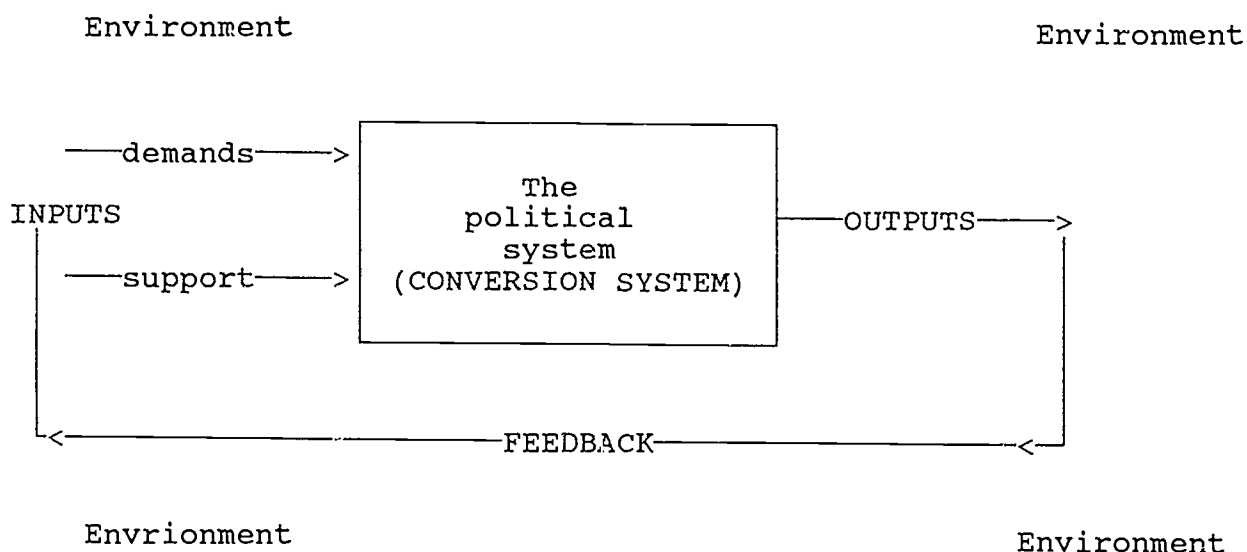 Environment
Environment
demands
The
political
system
(CONVERSION SYSTEM)
INPUTS
OUTPUTS
support
FEEDBACK
Envrionment
Environment